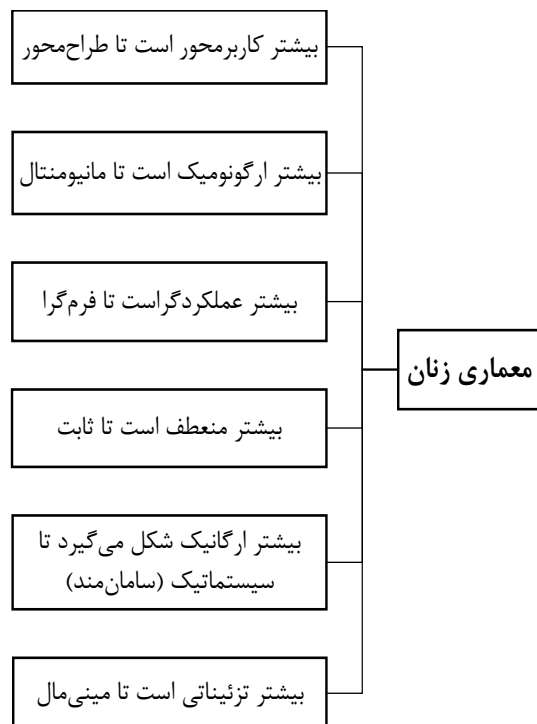 معماری زنان
بیشتر کاربرمحور است تا طراح‌محور
بیشتر ارگونومیک است تا مانیومنتال
بیشتر عملکردگراست تا فرم‌گرا
بیشتر منعطف است تا ثابت
بیشتر ارگانیک شکل می‌گیرد تا
سیستماتیک (سامان‌مند)
بیشتر تزئیناتی است تا مینی‌مال